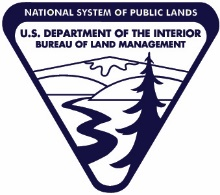 NATIONAL SYSTEM OF PUBLIC LANDS
U.S. DEPARTMENT OF THE INTERIOR
BUREAU OF LAND MANAGEMENT